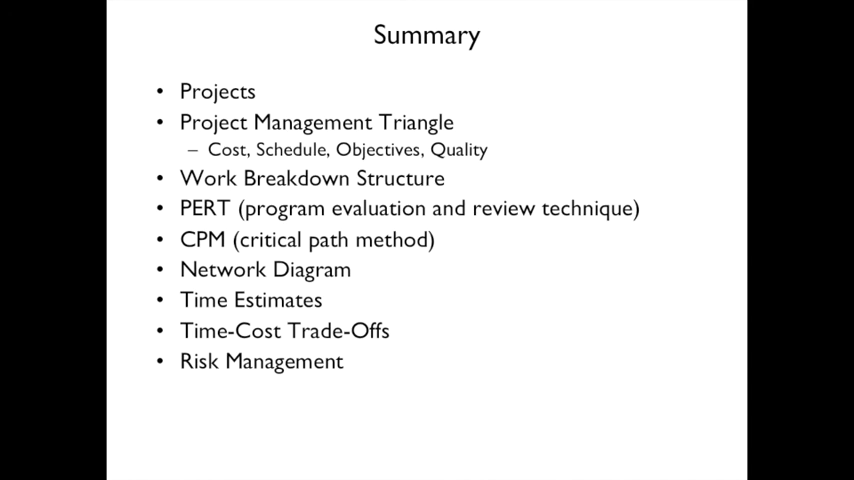 Summary
• Projects
• Project Management Triangle
– Cost, Schedule, Objectives, Quality
• Work Breakdown Structure
• PERT (program evaluation and review technique)
• CPM (critical path method)
• Network Diagram
• Time Estimates
• Time-Cost Trade-Offs
• Risk Management